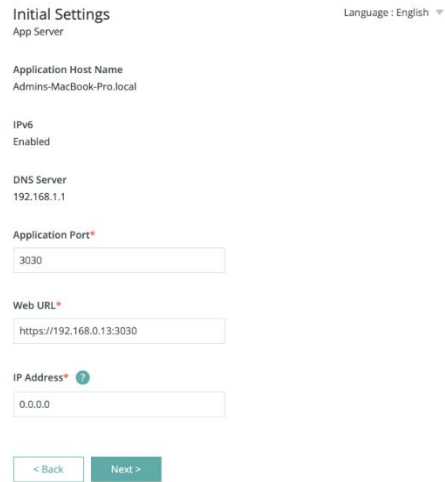 Initial Settings
Language : English
App Server
Application Host Name
Admins-MacBook-Pro.local
IPv6
Enabled
DNS Server
192.168.1.1
Application Port*
3030
Web URL*
https://192.168.0.13:3030
IP Address* ?
0.0.0.0
< Back
Next >